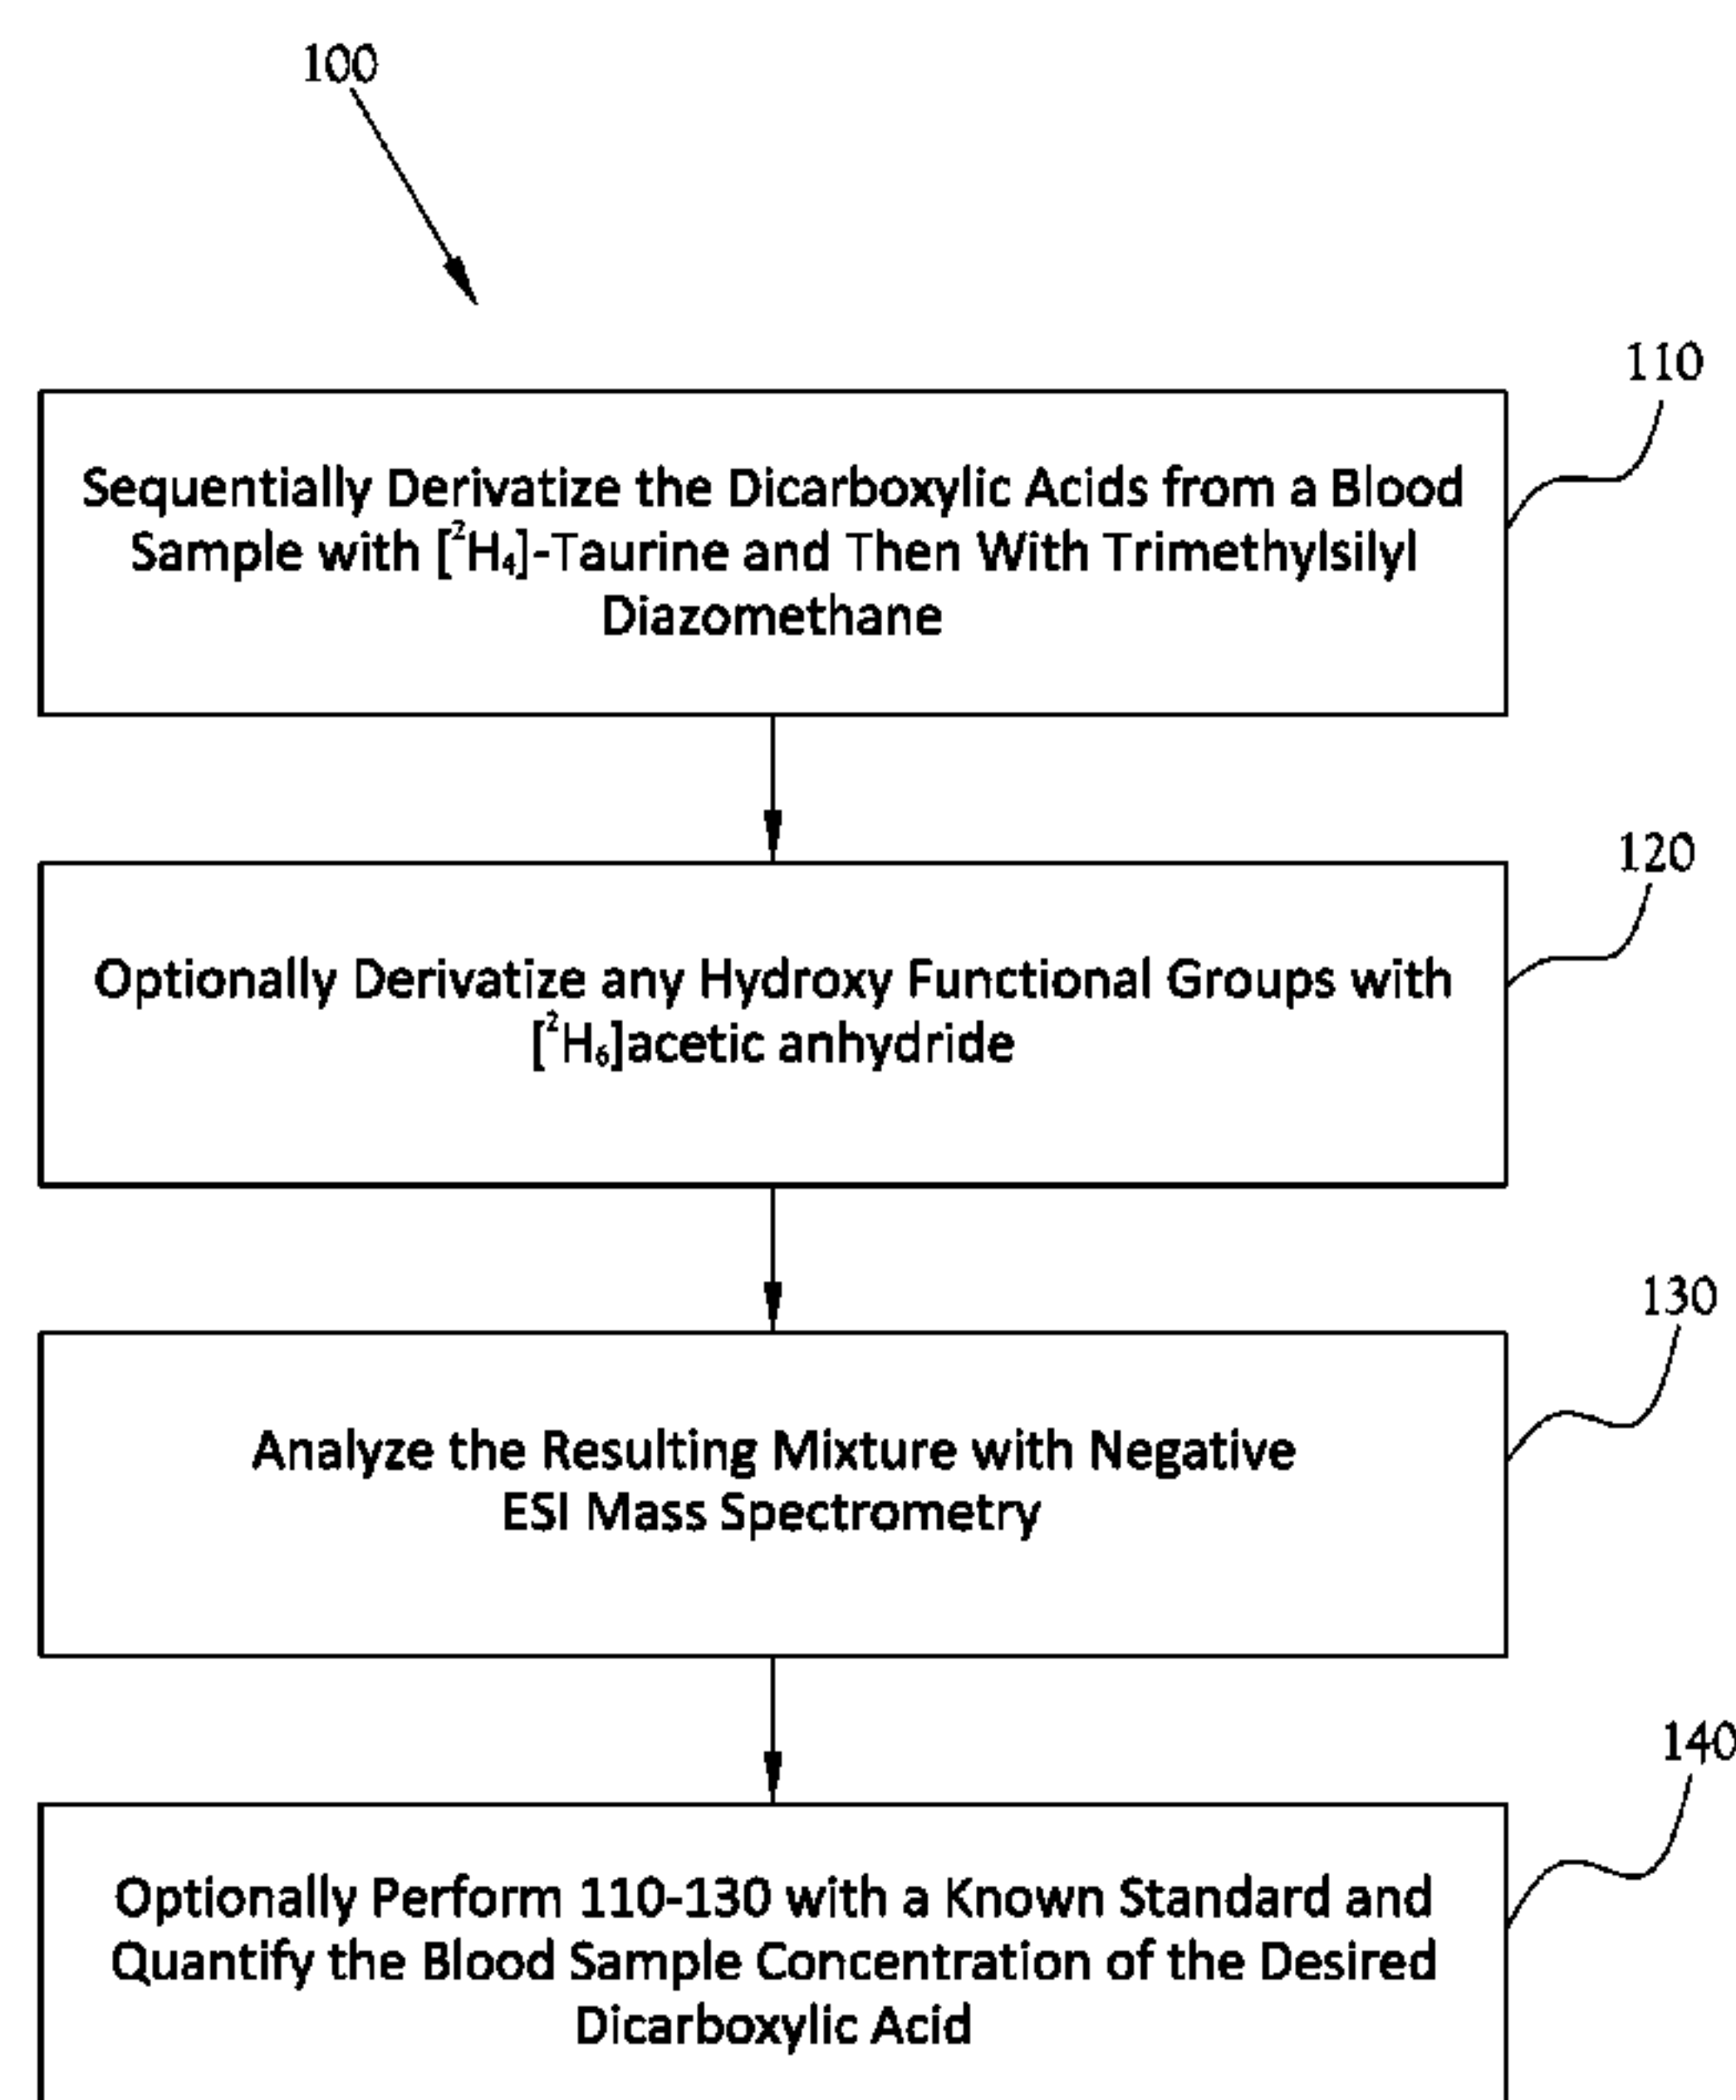 100
110
Sequentially Derivatize the Dicarboxylic Acids from a Blood
Sample with [²H₄]-Taurine and Then With Trimethylsilyl
Diazomethane
120
Optionally Derivatize any Hydroxy Functional Groups with
[²H₆]acetic anhydride
130
Analyze the Resulting Mixture with Negative
ESI Mass Spectrometry
140
Optionally Perform 110-130 with a Known Standard and
Quantify the Blood Sample Concentration of the Desired
Dicarboxylic Acid